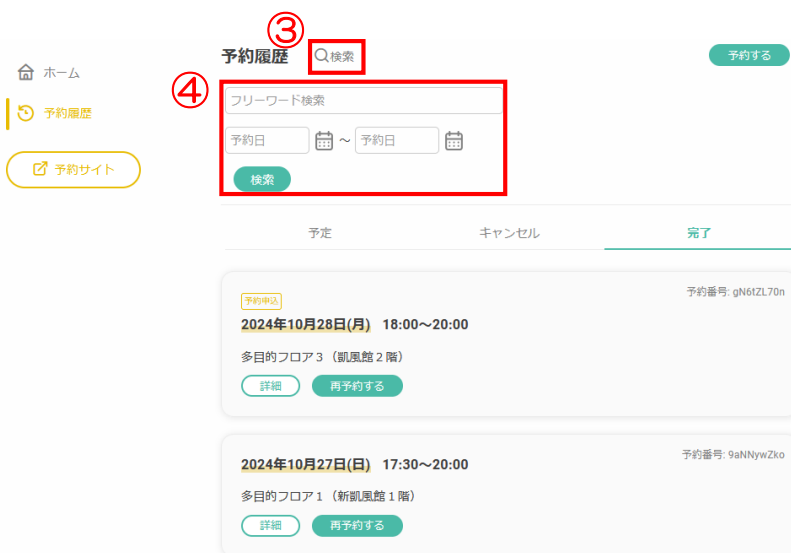 ③
予約履歴 検索
予約する
ホーム
予約履歴
予約サイト
④
フリーワード検索
予約日 ～ 予約日
検索
予定 キャンセル 完了
予約申込
予約番号: gN6tZL70n
2024年10月28日(月) 18:00～20:00
多目的フロア３（凱風館２階）
詳細 再予約する
予約番号: 9aNNywZko
2024年10月27日(日) 17:30～20:00
多目的フロア１（新凱風館１階）
詳細 再予約する